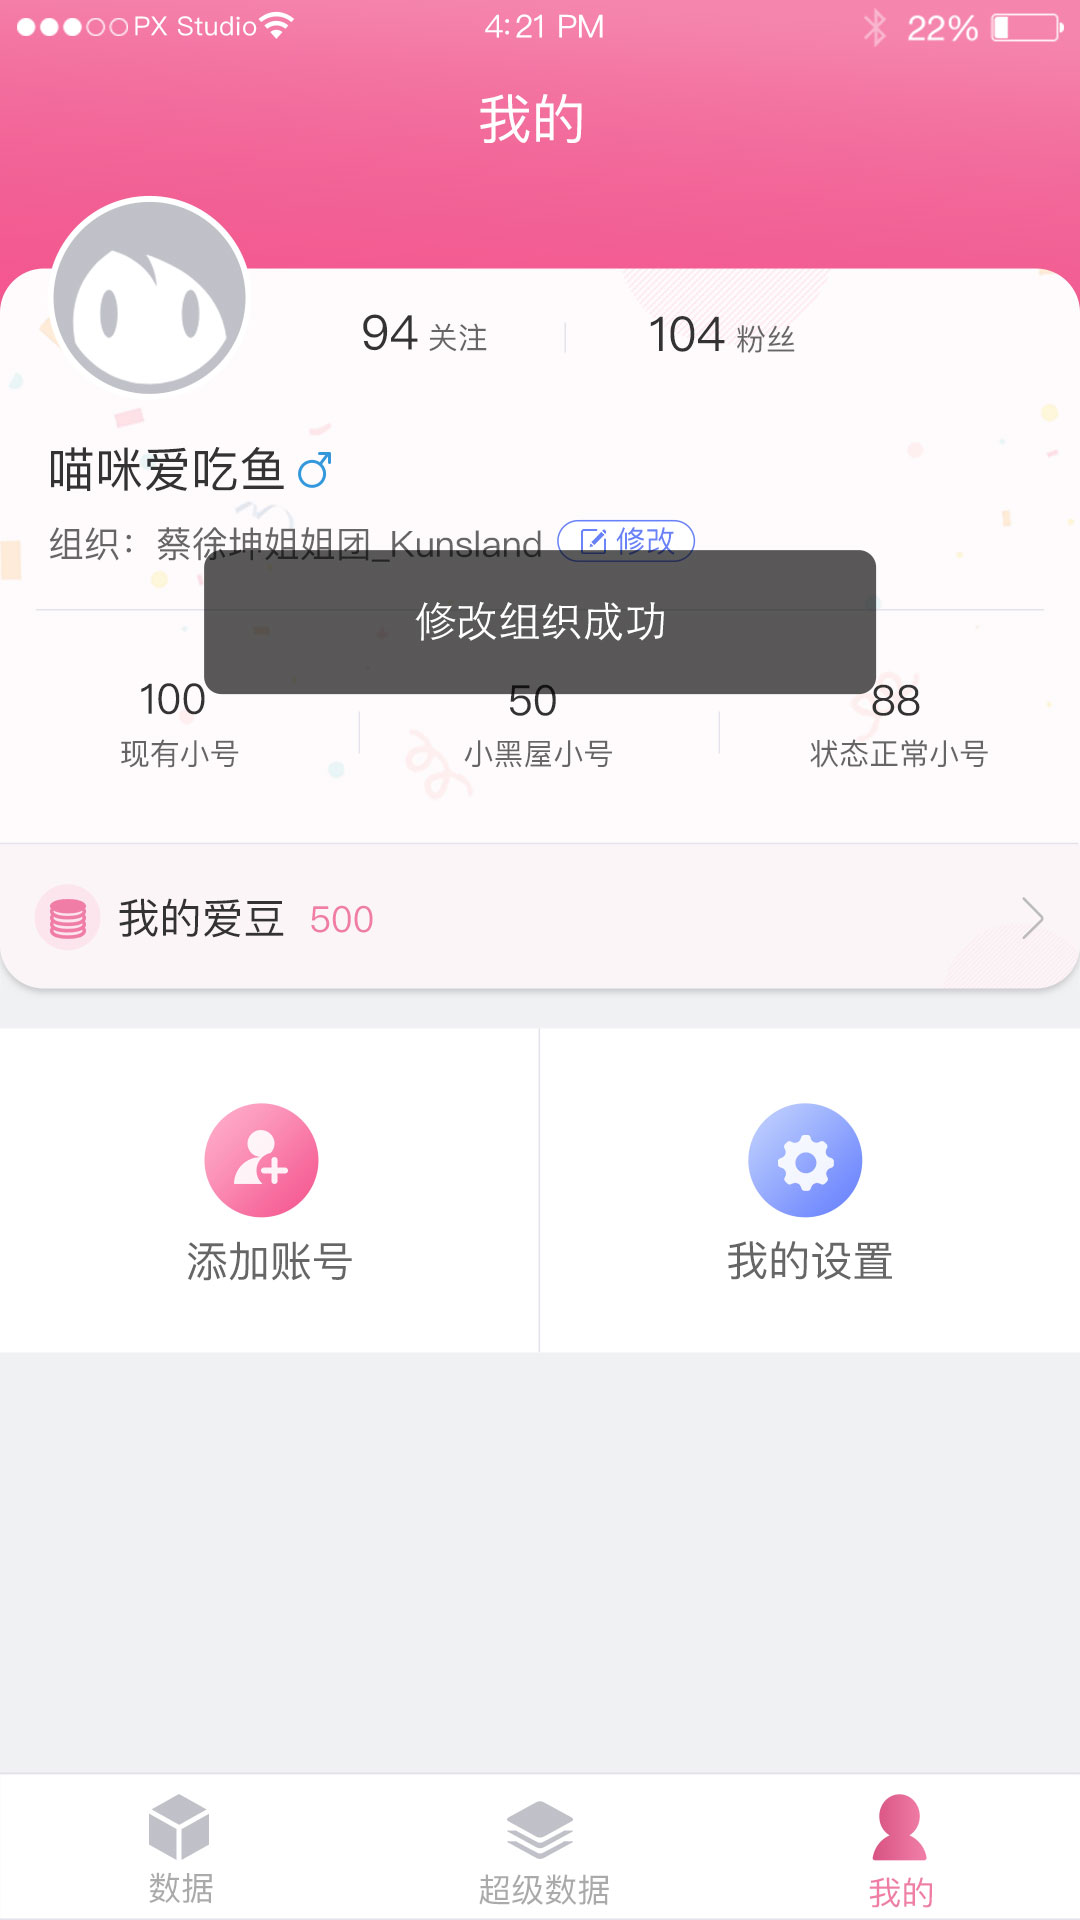 PX Studio 4:21 PM 22%
我的
94 关注 104 粉丝
喵咪爱吃鱼
组织：蔡徐坤姐姐团_Kunsland 修改
修改组织成功
100 50 88
现有小号 小黑屋小号 状态正常小号
我的爱豆 500
添加账号 我的设置
数据 超级数据 我的